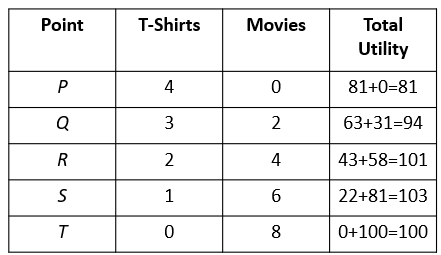 Point T-Shirts Movies Total Utility
P 4 0 81+0=81
Q 3 2 63+31=94
R 2 4 43+58=101
S 1 6 22+81=103
T 0 8 0+100=100